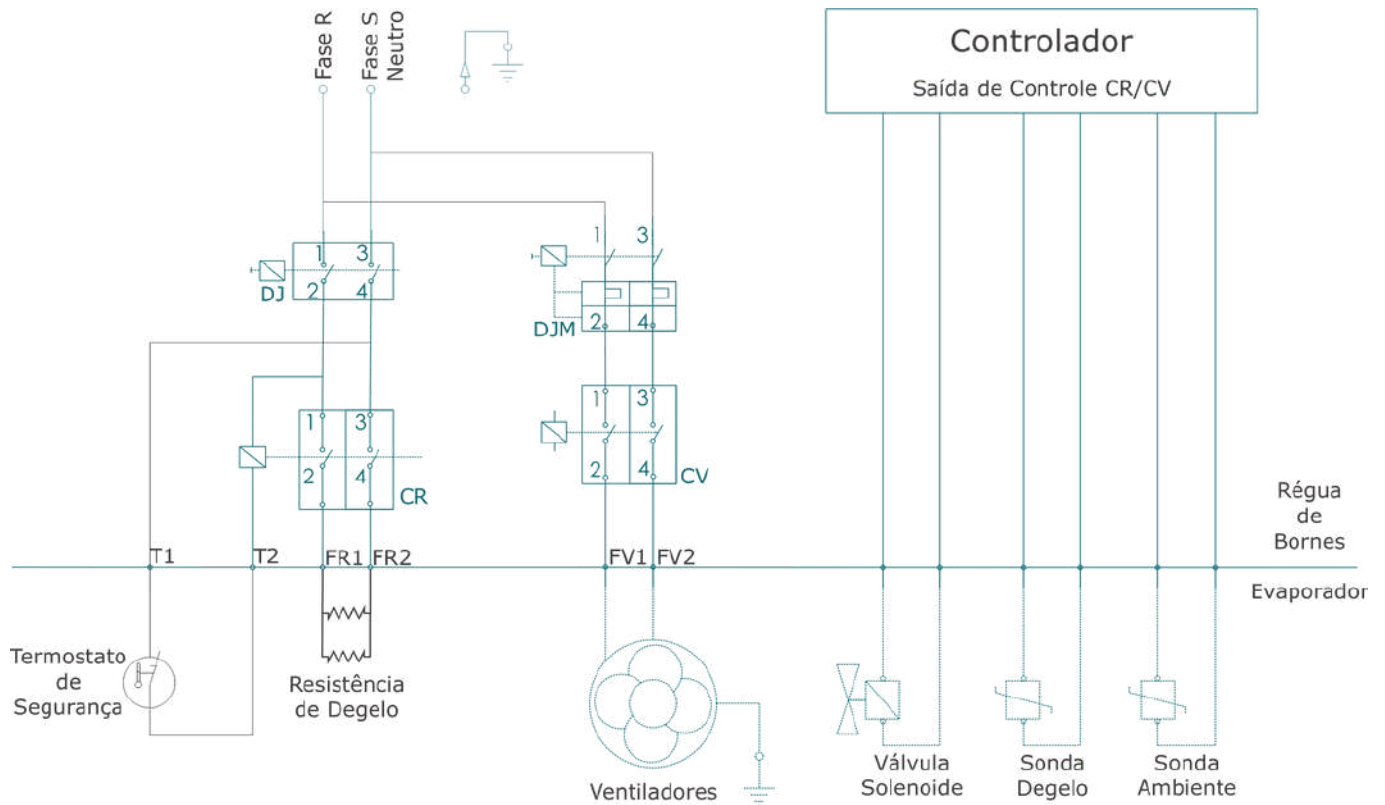 Fase R
Fase S
Neutro
Controlador
Saída de Controle CR/CV
1
3
DJ
2
4
1
3
DJM
2
4
1
3
2
4
CR
1
3
2
4
CV
Régua
de
Bornes
T1
T2
FR1
FR2
FV1
FV2
Evaporador
Termostato
de
Segurança
Resistência
de Degelo
Ventiladores
Válvula
Solenoide
Sonda
Degelo
Sonda
Ambiente